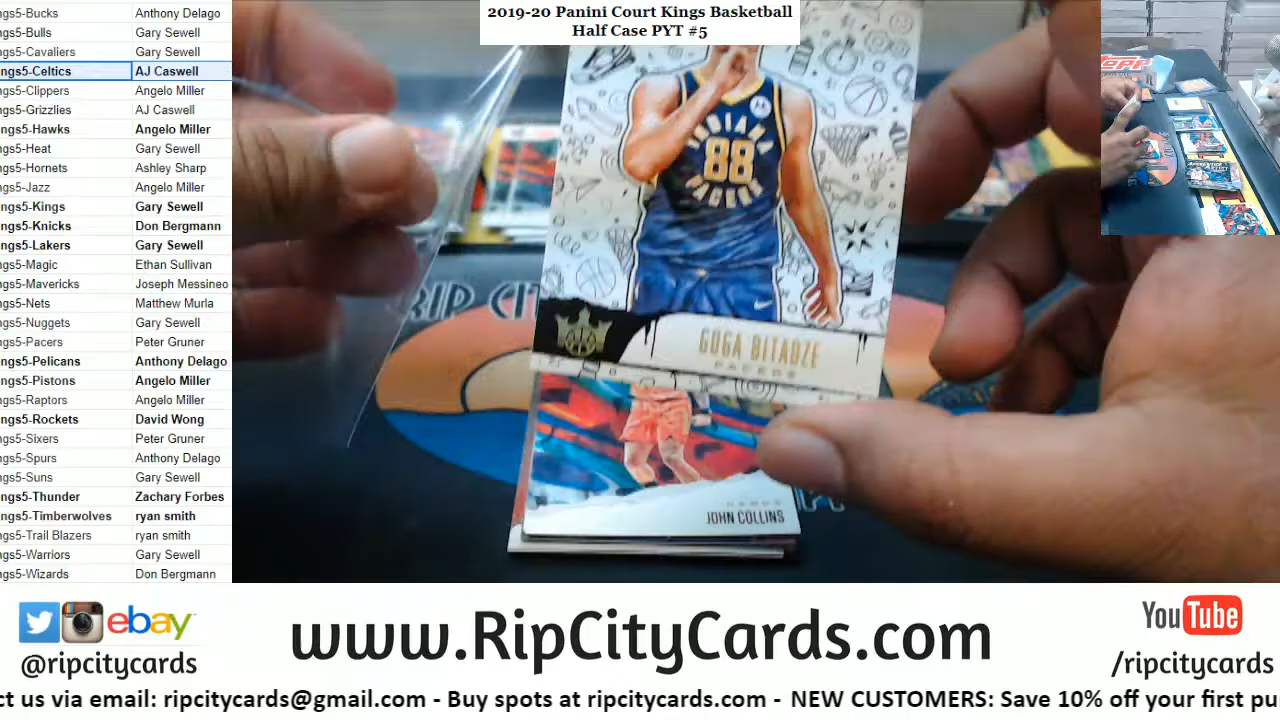 2019-20 Panini Court Kings Basketball
Half Case PYT #5
ngs5-Bucks Anthony Delago
ngs5-Bulls Gary Sewell
ngs5-Cavaliers Gary Sewell
ngs5-Celtics AJ Caswell
ngs5-Clippers Angelo Miller
ngs5-Grizzlies AJ Caswell
ngs5-Hawks Angelo Miller
ngs5-Heat Gary Sewell
ngs5-Hornets Ashley Sharp
ngs5-Jazz Angelo Miller
ngs5-Kings Gary Sewell
ngs5-Knicks Don Bergmann
ngs5-Lakers Gary Sewell
ngs5-Magic Ethan Sullivan
ngs5-Mavericks Joseph Messineo
ngs5-Nets Matthew Murla
ngs5-Nuggets Gary Sewell
ngs5-Pacers Peter Gruner
ngs5-Pelicans Anthony Delago
ngs5-Pistons Angelo Miller
ngs5-Raptors Angelo Miller
ngs5-Rockets David Wong
ngs5-Sixers Peter Gruner
ngs5-Spurs Anthony Delago
ngs5-Suns Gary Sewell
ngs5-Thunder Zachary Forbes
ngs5-Timberwolves ryan smith
ngs5-Trail Blazers ryan smith
ngs5-Warriors Gary Sewell
ngs5-Wizards Don Bergmann
INDIANA
88
PACERS
GOGA BITADZE
PACERS
RIP CITY
HAWKS
JOHN COLLINS
ebay
@ripcitycards
www.RipCityCards.com
YouTube
/ripcitycards
ct us via email: ripcitycards@gmail.com - Buy spots at ripcitycards.com - NEW CUSTOMERS: Save 10% off your first pu